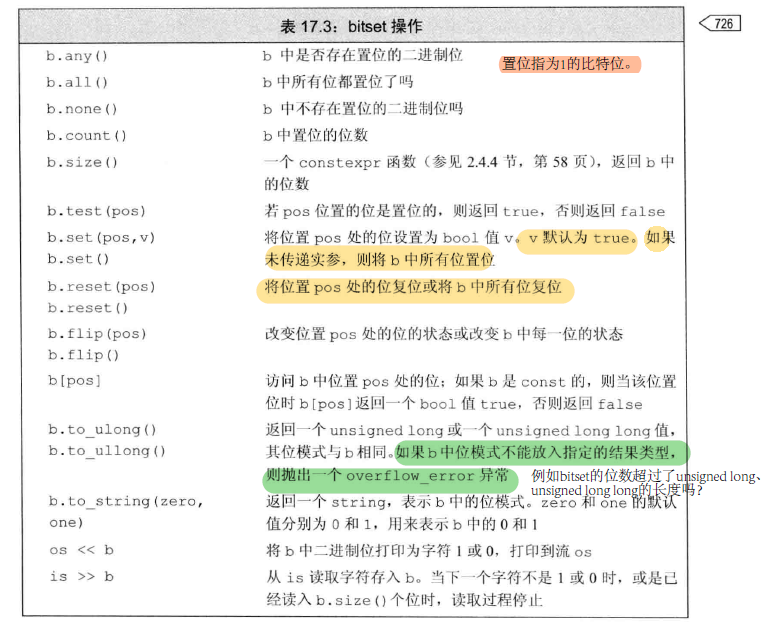 表 17.3：bitset 操作
726
b.any() b 中是否存在置位的二进制位
置位指为1的比特位。
b.all() b 中所有位都置位了吗
b.none() b 中不存在置位的二进制位吗
b.count() b 中置位的位数
b.size() 一个 constexpr 函数（参见 2.4.4 节，第 58 页），返回 b 中
的位数
b.test(pos) 若 pos 位置的位是置位的，则返回 true，否则返回 false
b.set(pos,v) 将位置 pos 处的位设置为 bool 值 v。v 默认为 true。如果
b.set() 未传递实参，则将 b 中所有位置位
b.reset(pos) 将位置 pos 处的位复位或将 b 中所有位复位
b.reset()
b.flip(pos) 改变位置 pos 处的位的状态或改变 b 中每一位的状态
b.flip()
b[pos] 访问 b 中位置 pos 处的位；如果 b 是 const 的，则当该位置
位时 b[pos]返回一个 bool 值 true，否则返回 false
b.to_ulong() 返回一个 unsigned long 或一个 unsigned long long 值，
b.to_ullong() 其位模式与 b 相同。如果 b 中位模式不能放入指定的结果类型，
则抛出一个 overflow_error 异常
例如bitset的位数超过了unsigned long、
unsigned long long的长度吗？
b.to_string(zero, 返回一个 string，表示 b 中的位模式。zero 和 one 的默认
one) 值分别为 0 和 1，用来表示 b 中的 0 和 1
os << b 将 b 中二进制位打印为字符 1 或 0，打印到流 os
is >> b 从 is 读取字符存入 b。当下一个字符不是 1 或 0 时，或是已
经读入 b.size()个位时，读取过程停止